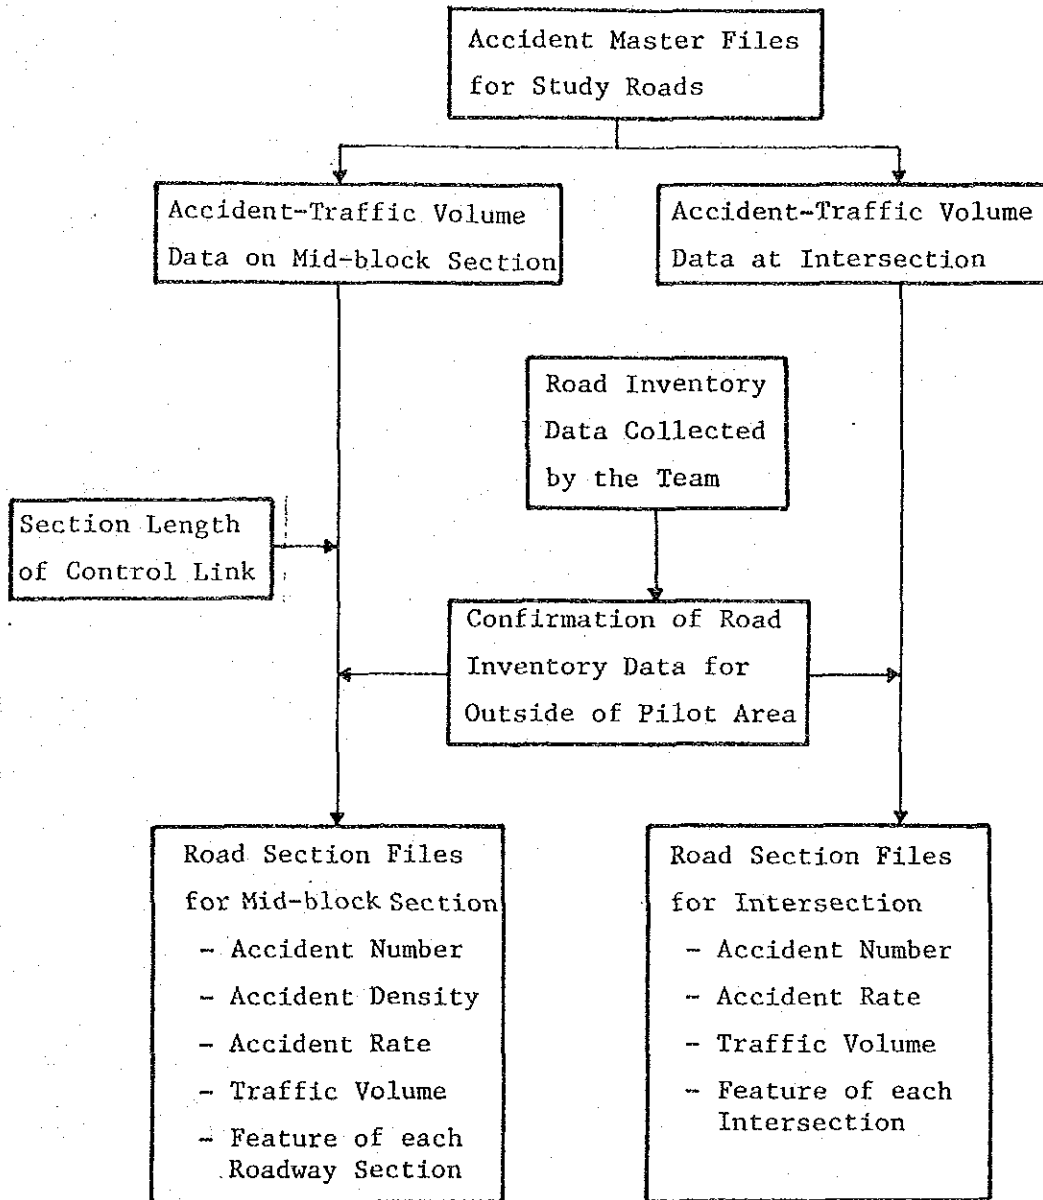 Accident Master Files
for Study Roads
Accident-Traffic Volume
Data on Mid-block Section
Accident-Traffic Volume
Data at Intersection
Road Inventory
Data Collected
by the Team
Section Length
of Control Link
Confirmation of Road
Inventory Data for
Outside of Pilot Area
Road Section Files
for Mid-block Section
- Accident Number
- Accident Density
- Accident Rate
- Traffic Volume
- Feature of each
Roadway Section
Road Section Files
for Intersection
- Accident Number
- Accident Rate
- Traffic Volume
- Feature of each
Intersection